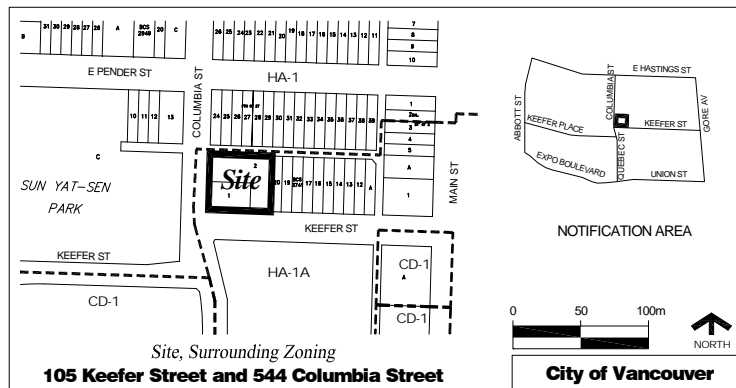 31 30 29 28 27 26 A BCS 2949 20 C
B
26 25 24 23 22 21 20 19 18 17 16 15 14 13 12 11
7
8
9
10
E PENDER ST
COLUMBIA ST
HA-1
10 11 12 13
24 25 26 27 28 29 30 31 32 33 34 35 36 37 38 39
1
3
4
5
A
1
C
SUN YAT-SEN
PARK
2
Site
1
20 19 BCS 17 16 15 14 13 12 A
MAIN ST
KEEFER ST
KEEFER ST
HA-1A
CD-1
A
CD-1
CD-1
Site, Surrounding Zoning
105 Keefer Street and 544 Columbia Street
E HASTINGS ST
COLUMBIA ST
ABBOTT ST
KEEFER PLACE
KEEFER ST
GORE AV
EXPO BOULEVARD
QUEBEC ST
UNION ST
NOTIFICATION AREA
0 50 100m
NORTH
City of Vancouver